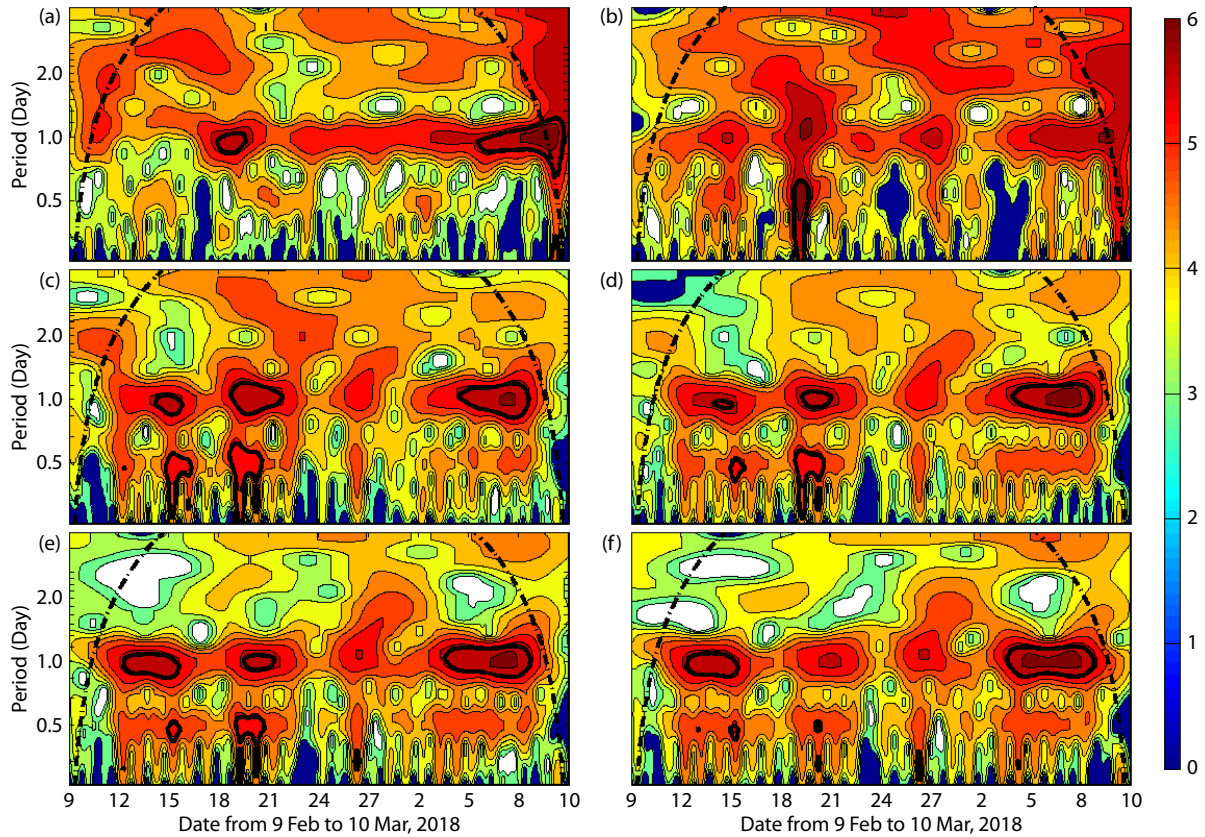 (a)
(b)
6
5
4
3
2
1
0
Period (Day)
2.0
1.0
0.5
(c)
(d)
Period (Day)
2.0
1.0
0.5
(e)
(f)
Period (Day)
2.0
1.0
0.5
9 12 15 18 21 24 27 2 5 8 10
9 12 15 18 21 24 27 2 5 8 10
Date from 9 Feb to 10 Mar, 2018
Date from 9 Feb to 10 Mar, 2018